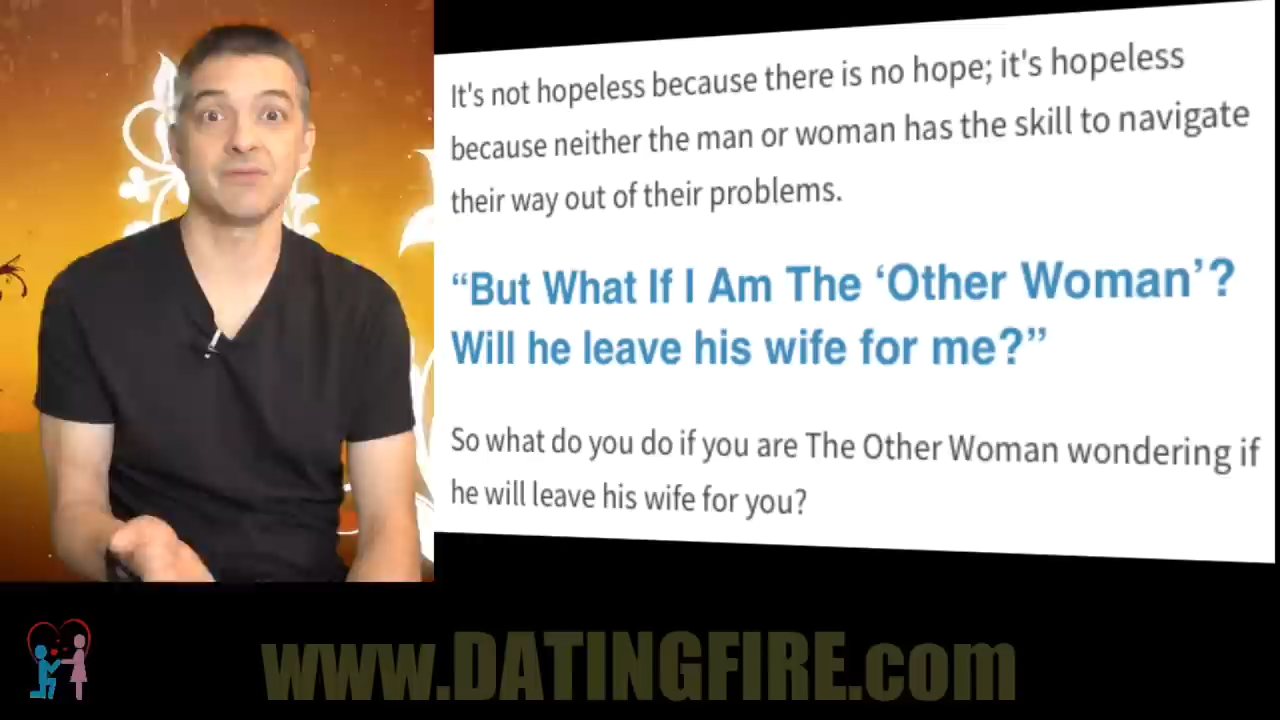 It's not hopeless because there is no hope; it's hopeless
because neither the man or woman has the skill to navigate
their way out of their problems.
“But What If I Am The ‘Other Woman’?
Will he leave his wife for me?”
So what do you do if you are The Other Woman wondering if
he will leave his wife for you?
www.DATINGFIRE.com